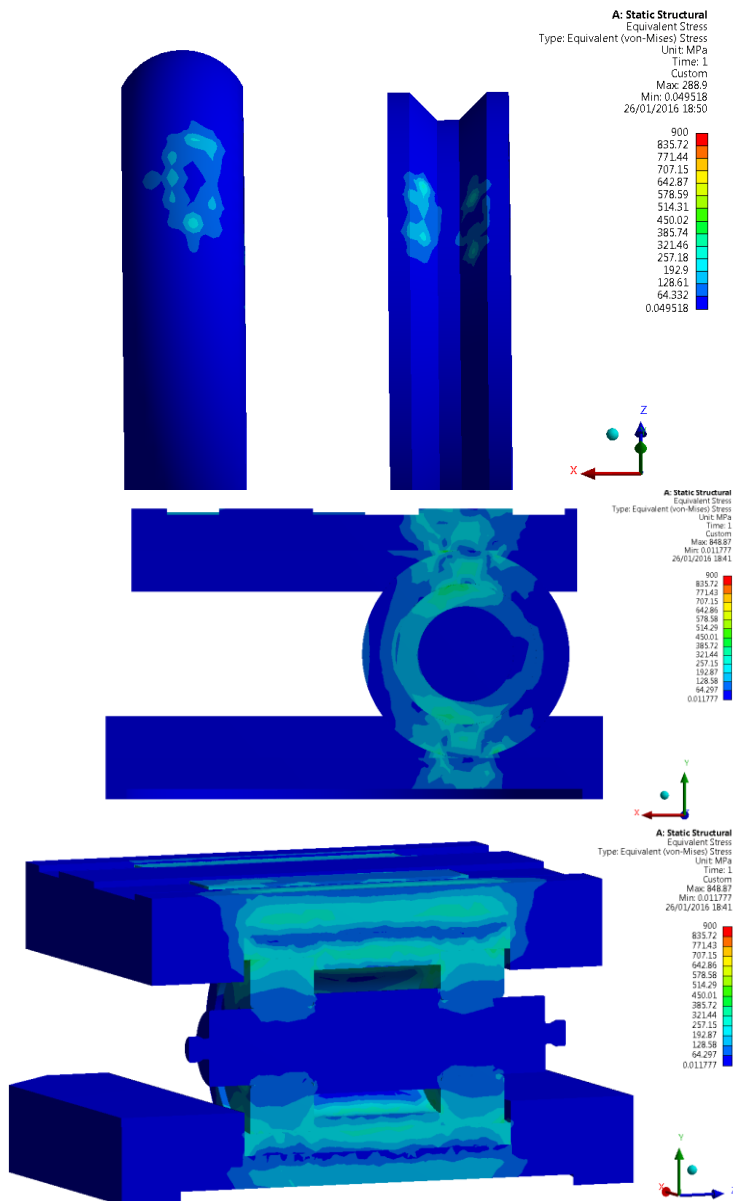 A: Static Structural
Equivalent Stress
Type: Equivalent (von-Mises) Stress
Unit: MPa
Time: 1
Custom
Max: 288.9
Min: 0.049518
26/01/2016 18:50
900
835.72
771.44
707.15
642.87
578.59
514.31
450.02
385.74
321.46
257.18
192.9
128.61
64.332
0.049518
Z
X
A: Static Structural
Equivalent Stress
Type: Equivalent (von-Mises) Stress
Unit: MPa
Time: 1
Custom
Max: 848.87
Min: 0.011777
26/01/2016 18:41
900
835.72
771.43
707.15
642.86
578.58
514.29
450.01
385.72
321.44
257.15
192.87
128.58
64.297
0.011777
Y
X
A: Static Structural
Equivalent Stress
Type: Equivalent (von-Mises) Stress
Unit: MPa
Time: 1
Custom
Max: 848.87
Min: 0.011777
26/01/2016 18:41
900
835.72
771.43
707.15
642.86
578.58
514.29
450.01
385.72
321.44
257.15
192.87
128.58
64.297
0.011777
Y
X
Z